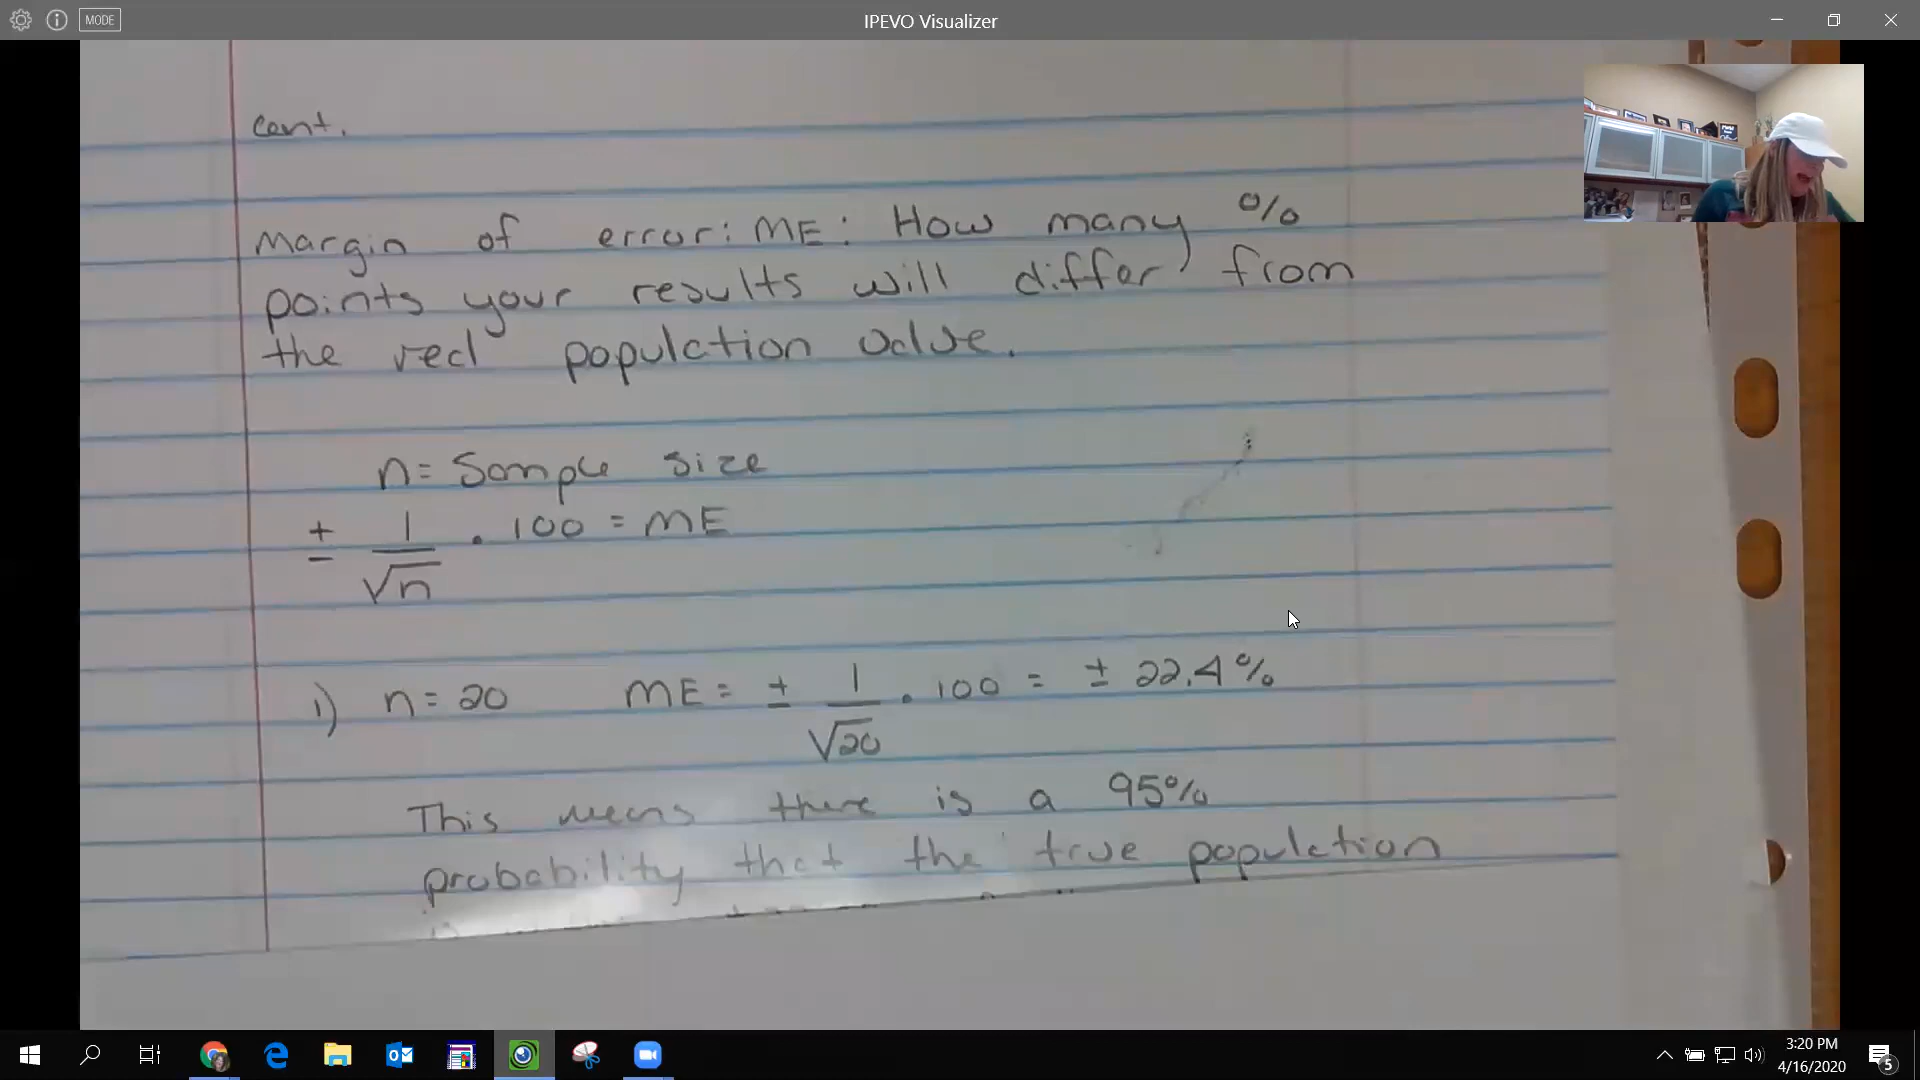 MODE
IPEVO Visualizer
cont.
margin of error: ME: How many %
points your results will differ from
the real population value.
n = Sample size
± 1/√n · 100 = ME
1) n = 20 ME = ± 1/√20 · 100 = ± 22.4%
This means there is a 95%
probability that the true population
3:20 PM
4/16/2020
5